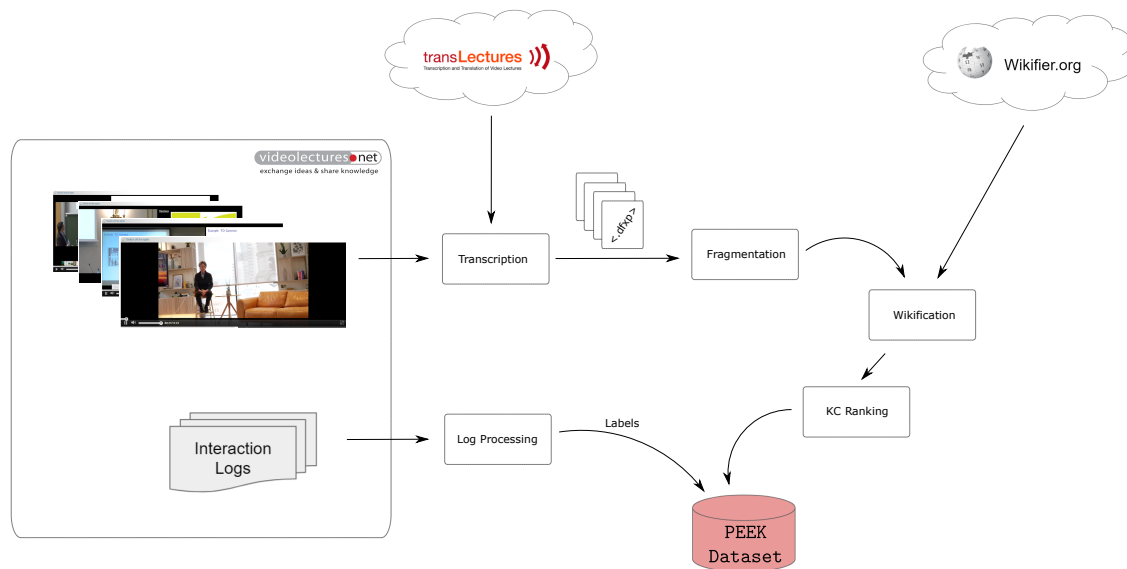 transLectures
Transcription and Translation of Video Lectures
Wikifier.org
videolectures.net
exchange ideas & share knowledge
<.dfxp>
Transcription
Fragmentation
Wikification
KC Ranking
Interaction
Logs
Log Processing
Labels
PEEK
Dataset